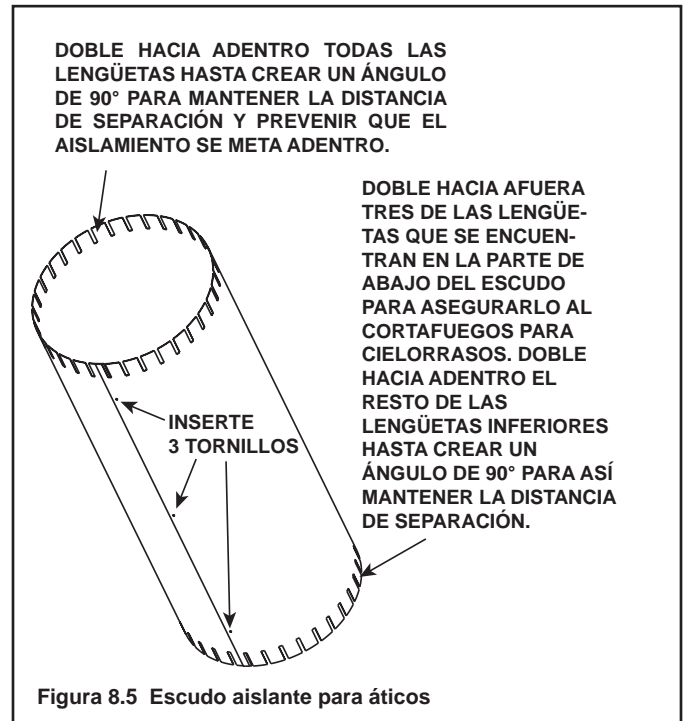 DOBLE HACIA ADENTRO TODAS LAS
LENGÜETAS HASTA CREAR UN ÁNGULO
DE 90° PARA MANTENER LA DISTANCIA
DE SEPARACIÓN Y PREVENIR QUE EL
AISLAMIENTO SE META ADENTRO.
DOBLE HACIA AFUERA
TRES DE LAS LENGÜE-
TAS QUE SE ENCUEN-
TRAN EN LA PARTE DE
ABAJO DEL ESCUDO
PARA ASEGURARLO AL
CORTAFUEGOS PARA
CIELORRASOS. DOBLE
HACIA ADENTRO EL
RESTO DE LAS
LENGÜETAS INFERIORES
HASTA CREAR UN
ÁNGULO DE 90° PARA ASÍ
MANTENER LA DISTANCIA
DE SEPARACIÓN.
INSERTE
3 TORNILLOS
Figura 8.5 Escudo aislante para áticos